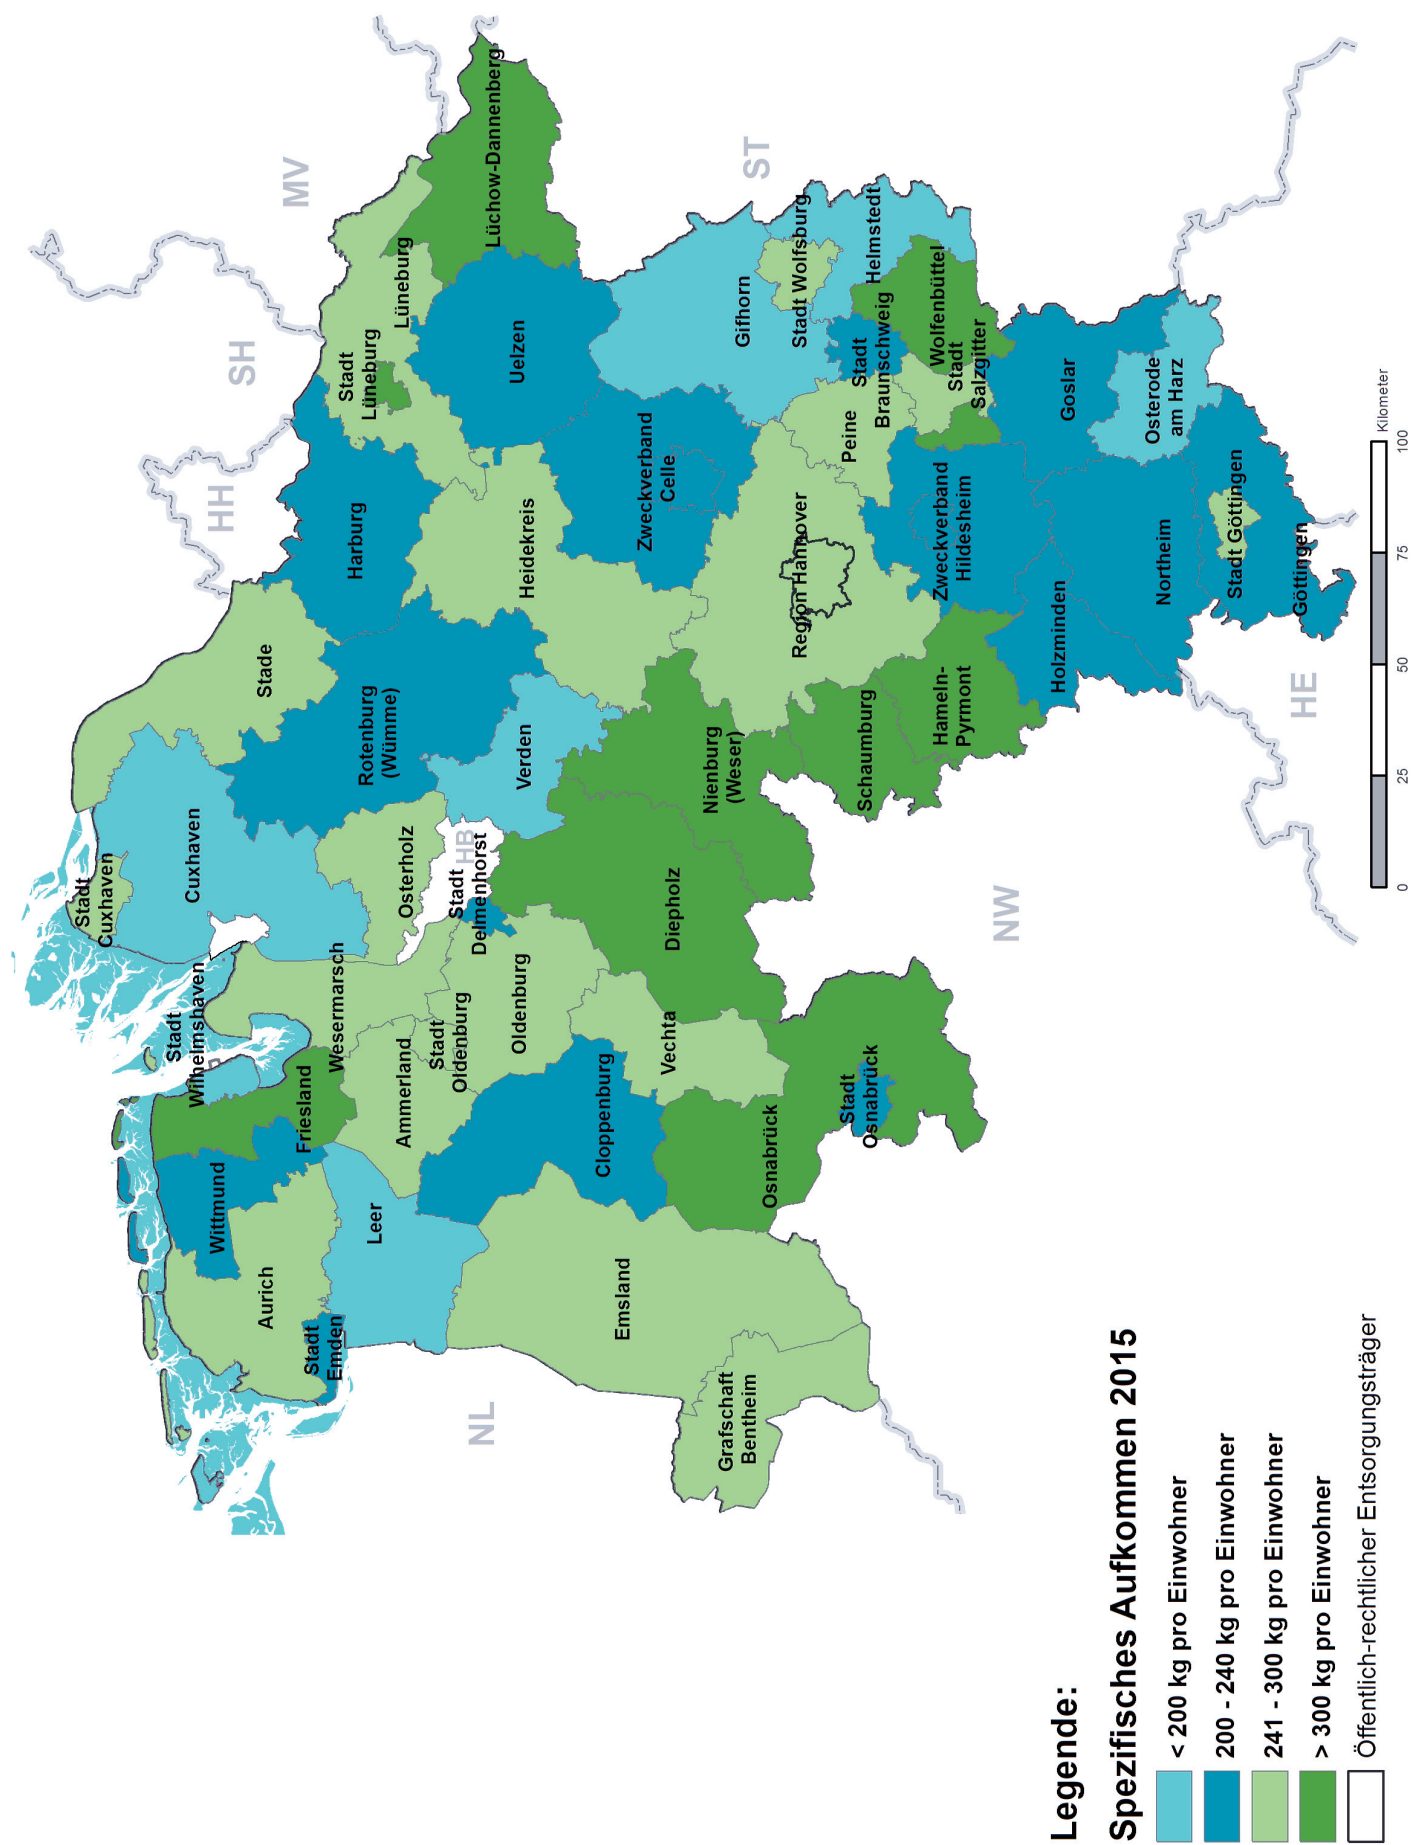 MV
SH
HH
ST
NL
NW
HE
HB
Stadt
Cuxhaven
Cuxhaven
Stade
Stadt
Wilhelmshaven
Wittmund
Friesland
Aurich
Stadt
Emden
Wesermarsch
Osterholz
Leer
Ammerland
Stadt
Oldenburg
Oldenburg
Stadt
Delmenhorst
Rotenburg
(Wümme)
Harburg
Stadt
Lüneburg
Lüneburg
Lüchow-Dannenberg
Uelzen
Heidekreis
Verden
Cloppenburg
Vechta
Diepholz
Nienburg
(Weser)
Emsland
Grafschaft
Bentheim
Osnabrück
Stadt
Osnabrück
Zweckverband
Celle
Gifhorn
Stadt Wolfsburg
Helmstedt
Region Hannover
Peine
Stadt
Braunschweig
Wolfenbüttel
Stadt
Salzgitter
Schaumburg
Hameln-
Pyrmont
Zweckverband
Hildesheim
Holzminden
Goslar
Osterode
am Harz
Northeim
Stadt Göttingen
Göttingen
Legende:
Spezifisches Aufkommen 2015
< 200 kg pro Einwohner
200 - 240 kg pro Einwohner
241 - 300 kg pro Einwohner
> 300 kg pro Einwohner
Öffentlich-rechtlicher Entsorgungsträger
Kilometer
0 25 50 75 100